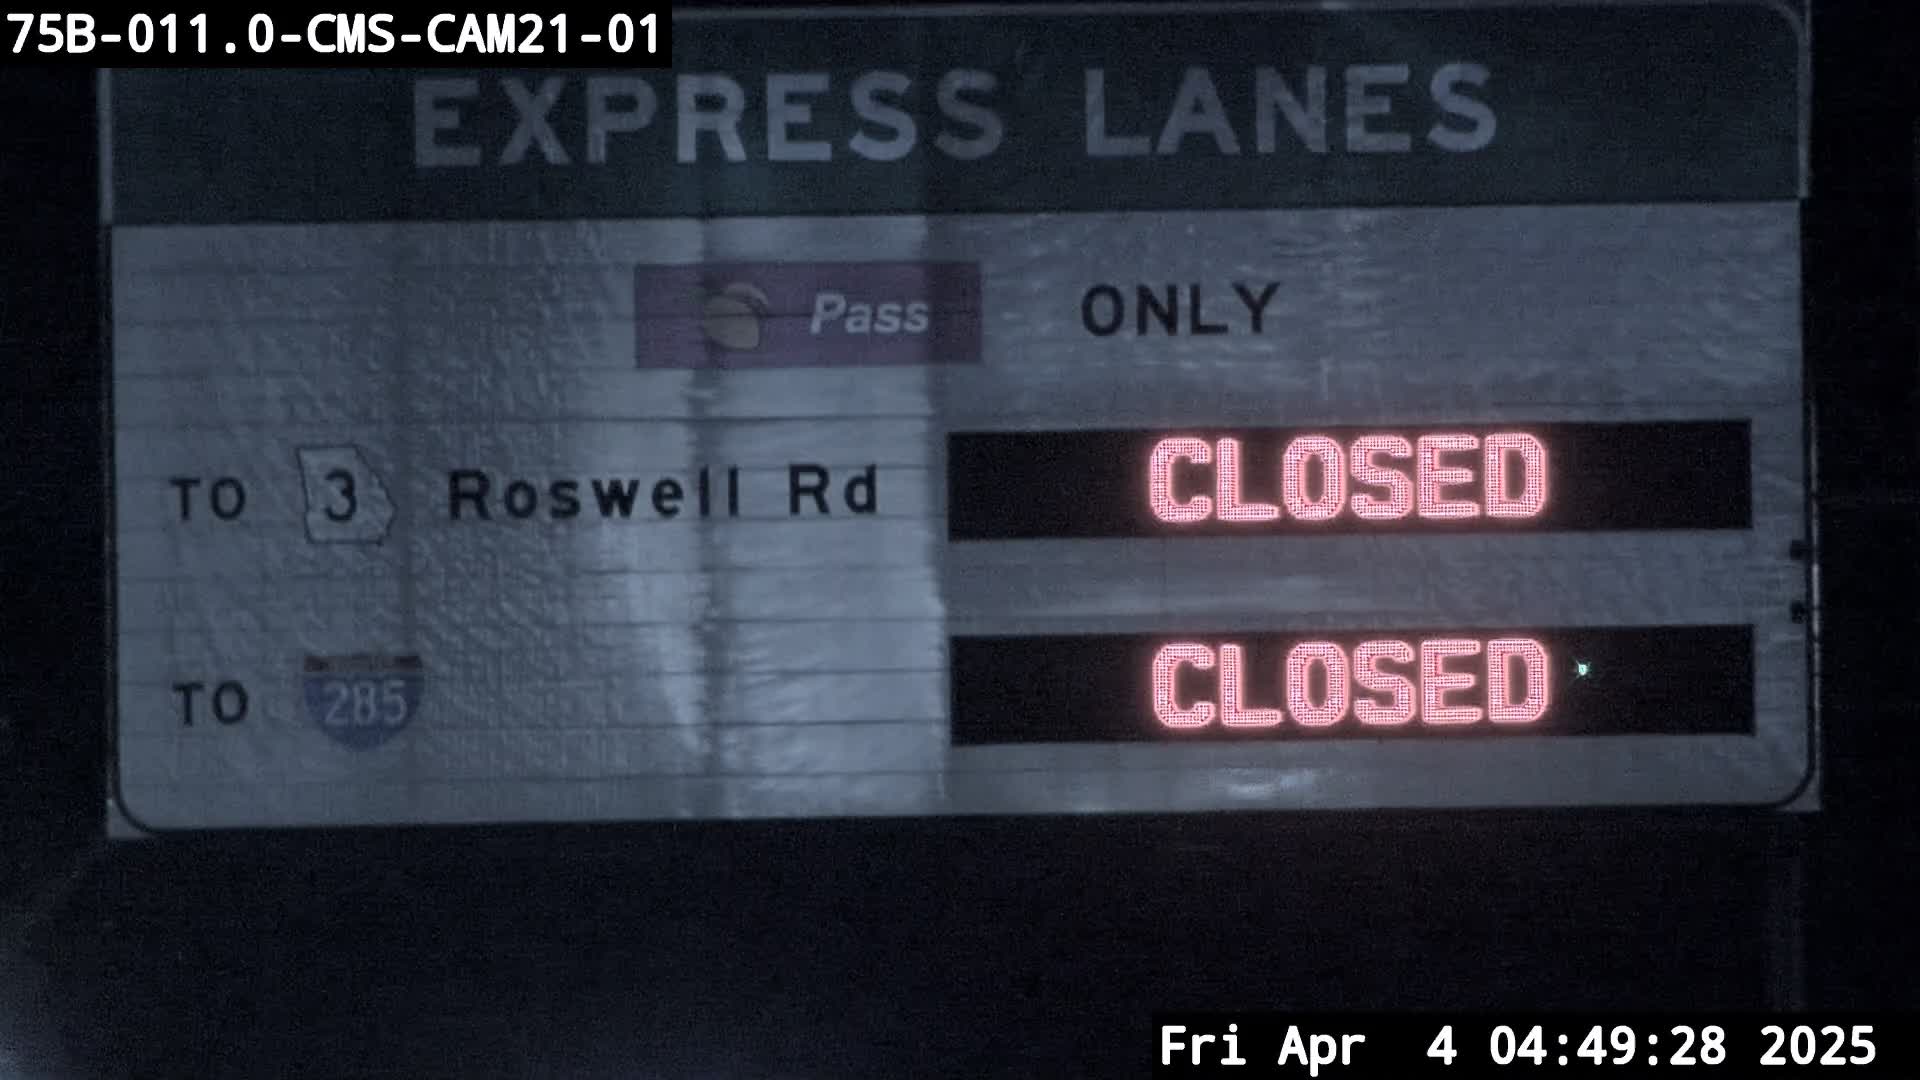 75B-011.0-CMS-CAM21-01
EXPRESS LANES
Pass ONLY
TO 3 Roswell Rd CLOSED
TO 285 CLOSED
Fri Apr 4 04:49:28 2025